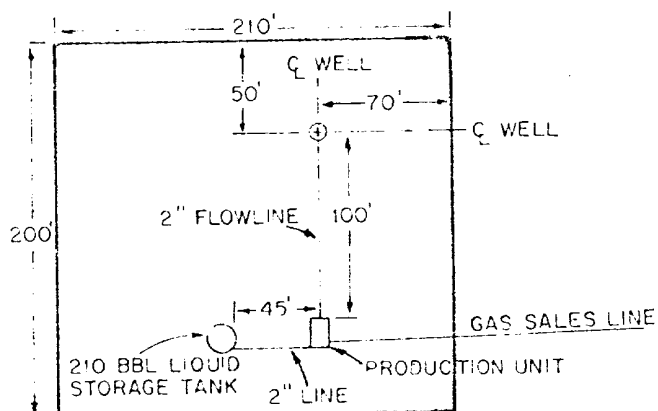 210'
℄ WELL
50'
70'
℄ WELL
2" FLOWLINE
100'
200'
45'
GAS SALES LINE
210 BBL LIQUID
STORAGE TANK
PRODUCTION UNIT
2" LINE